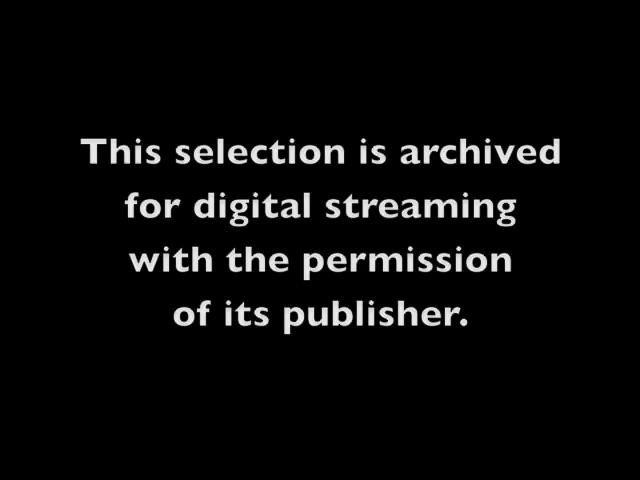 This selection is archived
for digital streaming
with the permission
of its publisher.